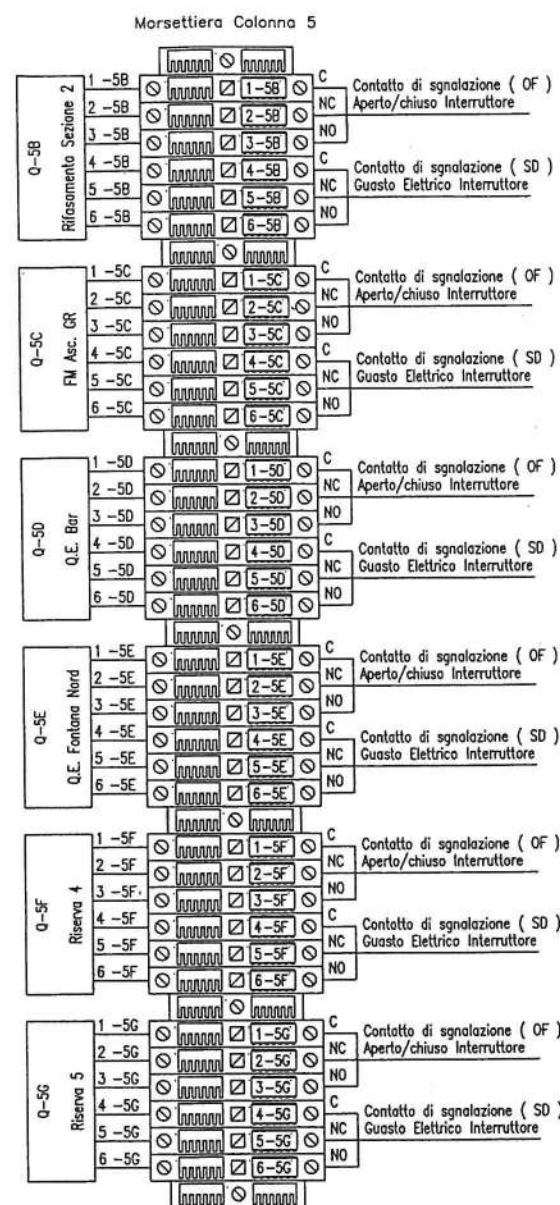 Morsettiera Colonna 5
Q-5B
Rifasamento Sezione 2
1 -5B 1-5B C Contatto di sgnalazione ( OF )
2 -5B 2-5B NC Aperto/chiuso Interruttore
3 -5B 3-5B NO
4 -5B 4-5B C Contatto di sgnalazione ( SD )
5 -5B 5-5B NC Guasto Elettrico Interruttore
6 -5B 6-5B NO
Q-5C
FM Asc. GR
1 -5C 1-5C C Contatto di sgnalazione ( OF )
2 -5C 2-5C NC Aperto/chiuso Interruttore
3 -5C 3-5C NO
4 -5C 4-5C C Contatto di sgnalazione ( SD )
5 -5C 5-5C NC Guasto Elettrico Interruttore
6 -5C 6-5C NO
Q-5D
Q.E. Bar
1 -5D 1-5D C Contatto di sgnalazione ( OF )
2 -5D 2-5D NC Aperto/chiuso Interruttore
3 -5D 3-5D NO
4 -5D 4-5D C Contatto di sgnalazione ( SD )
5 -5D 5-5D NC Guasto Elettrico Interruttore
6 -5D 6-5D NO
Q-5E
Q.E. Fontana Nord
1 -5E 1-5E C Contatto di sgnalazione ( OF )
2 -5E 2-5E NC Aperto/chiuso Interruttore
3 -5E 3-5E NO
4 -5E 4-5E C Contatto di sgnalazione ( SD )
5 -5E 5-5E NC Guasto Elettrico Interruttore
6 -5E 6-5E NO
Q-5F
Riserva 4
1 -5F 1-5F C Contatto di sgnalazione ( OF )
2 -5F 2-5F NC Aperto/chiuso Interruttore
3 -5F 3-5F NO
4 -5F 4-5F C Contatto di sgnalazione ( SD )
5 -5F 5-5F NC Guasto Elettrico Interruttore
6 -5F 6-5F NO
Q-5G
Riserva 5
1 -5G 1-5G C Contatto di sgnalazione ( OF )
2 -5G 2-5G NC Aperto/chiuso Interruttore
3 -5G 3-5G NO
4 -5G 4-5G C Contatto di sgnalazione ( SD )
5 -5G 5-5G NC Guasto Elettrico Interruttore
6 -5G 6-5G NO